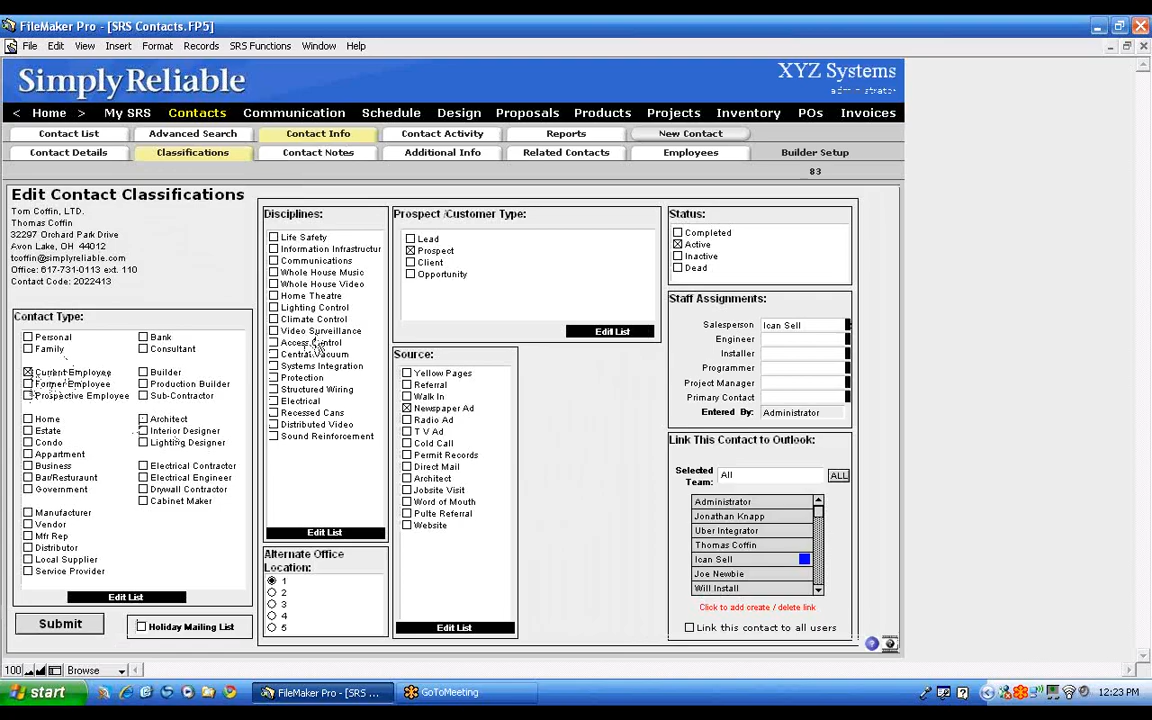 FileMaker Pro - [SRS Contacts.FP5]
File Edit View Insert Format Records SRS Functions Window Help
SimplyReliable
XYZ Systems
administrator
< Home > My SRS Contacts Communication Schedule Design Proposals Products Projects Inventory POs Invoices
Contact List Advanced Search Contact Info Contact Activity Reports New Contact
Contact Details Classifications Contact Notes Additional Info Related Contacts Employees Builder Setup
83
Edit Contact Classifications
Tom Coffin, LTD.
Thomas Coffin
32297 Orchard Park Drive
Avon Lake, OH 44012
tcoffin@simplyreliable.com
Office: 617-731-0113 ext. 110
Contact Code: 2022413
Contact Type:
Personal
Family
Current Employee
Former Employee
Prospective Employee
Home
Estate
Condo
Appartment
Business
Bar/Resturaunt
Government
Manufacturer
Vendor
Mfr Rep
Distributor
Local Supplier
Service Provider
Bank
Consultant
Builder
Production Builder
Sub-Contractor
Architect
Interior Designer
Lighting Designer
Electrical Contractor
Electrical Engineer
Drywall Contractor
Cabinet Maker
Edit List
Submit
Holiday Mailing List
Disciplines:
Life Safety
Information Infrastructur
Communications
Whole House Music
Whole House Video
Home Theatre
Lighting Control
Climate Control
Video Surveillance
Access Control
Central Vacuum
Systems Integration
Protection
Structured Wiring
Electrical
Recessed Cans
Distributed Video
Sound Reinforcement
Edit List
Alternate Office
Location:
1
2
3
4
5
Prospect /Customer Type:
Lead
Prospect
Client
Opportunity
Edit List
Source:
Yellow Pages
Referral
Walk In
Newspaper Ad
Radio Ad
T V Ad
Cold Call
Permit Records
Direct Mail
Architect
Jobsite Visit
Word of Mouth
Pulte Referral
Website
Edit List
Status:
Completed
Active
Inactive
Dead
Staff Assignments:
Salesperson Ican Sell
Engineer
Installer
Programmer
Project Manager
Primary Contact
Entered By: Administrator
Link This Contact to Outlook:
Selected
Team: All ALL
Administrator
Jonathan Knapp
Uber Integrator
Thomas Coffin
Ican Sell
Joe Newbie
Will Install
Click to add create / delete link
Link this contact to all users
100 Browse
start FileMaker Pro - [SRS ... GoToMeeting 12:23 PM